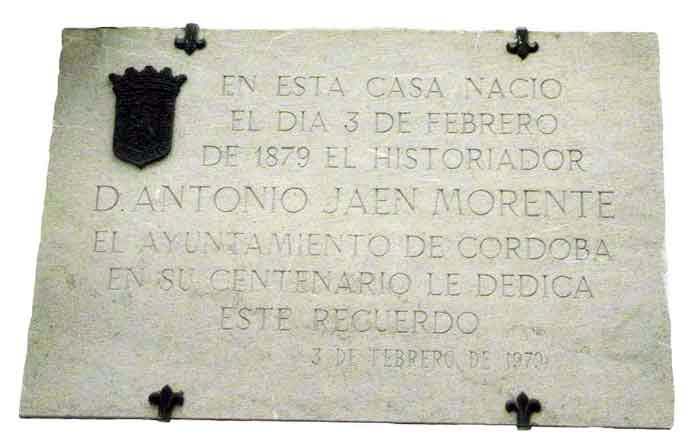 EN ESTA CASA NACIO
EL DIA 3 DE FEBRERO
DE 1879 EL HISTORIADOR
D. ANTONIO JAEN MORENTE
EL AYUNTAMIENTO DE CORDOBA
EN SU CENTENARIO LE DEDICA
ESTE RECUERDO
3 DE FEBRERO DE 1979